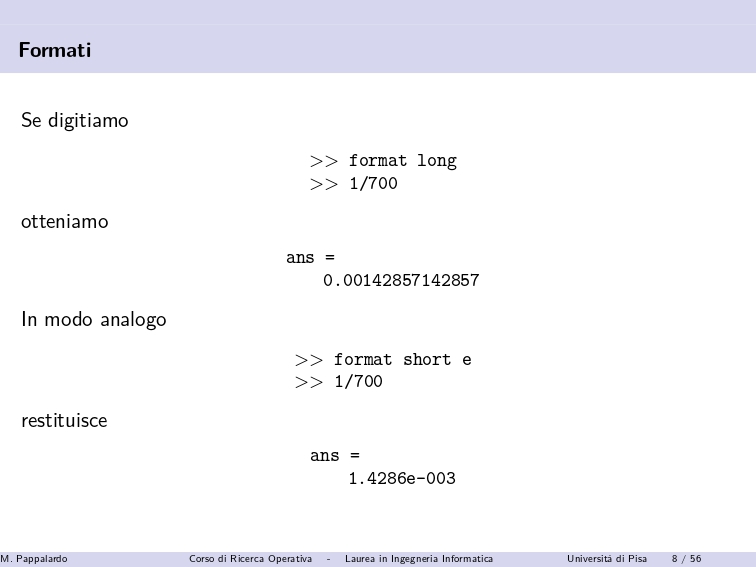 Formati
Se digitiamo
>> format long
>> 1/700
otteniamo
ans =
0.00142857142857
In modo analogo
>> format short e
>> 1/700
restituisce
ans =
1.4286e-003
M. Pappalardo Corso di Ricerca Operativa - Laurea in Ingegneria Informatica Università di Pisa 8 / 56